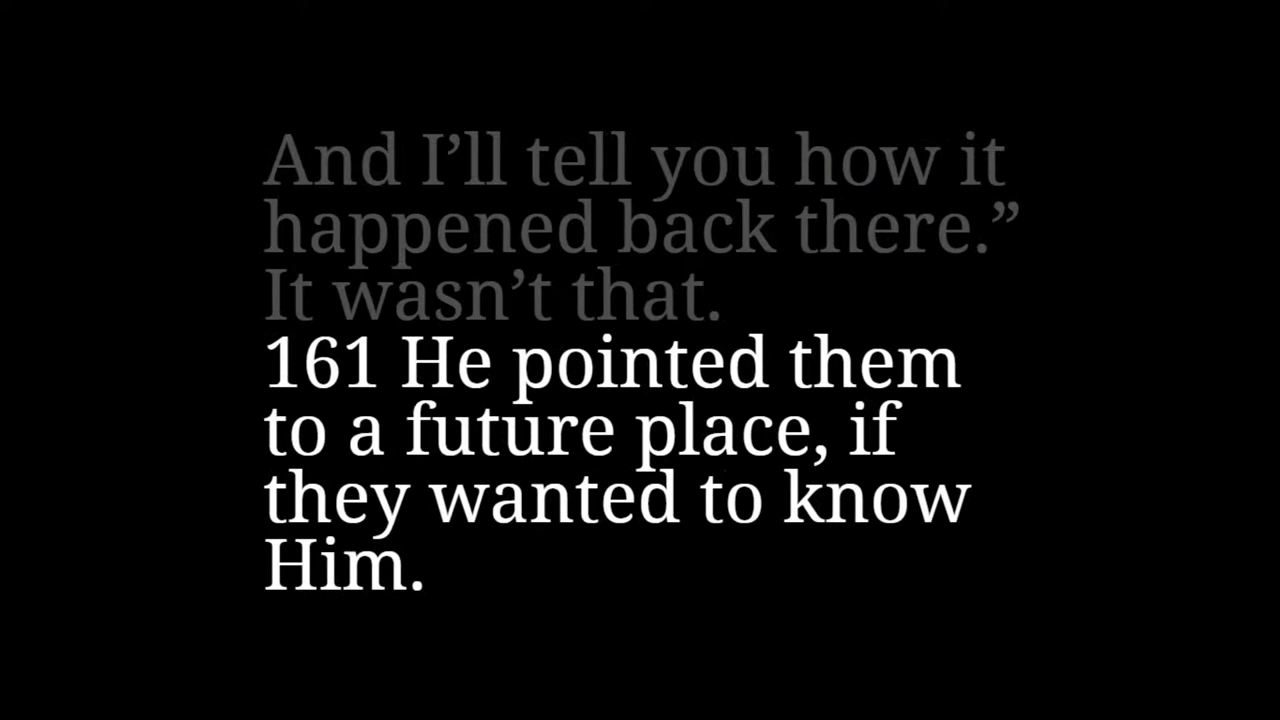 And I’ll tell you how it
happened back there.”
It wasn’t that.
161 He pointed them
to a future place, if
they wanted to know
Him.